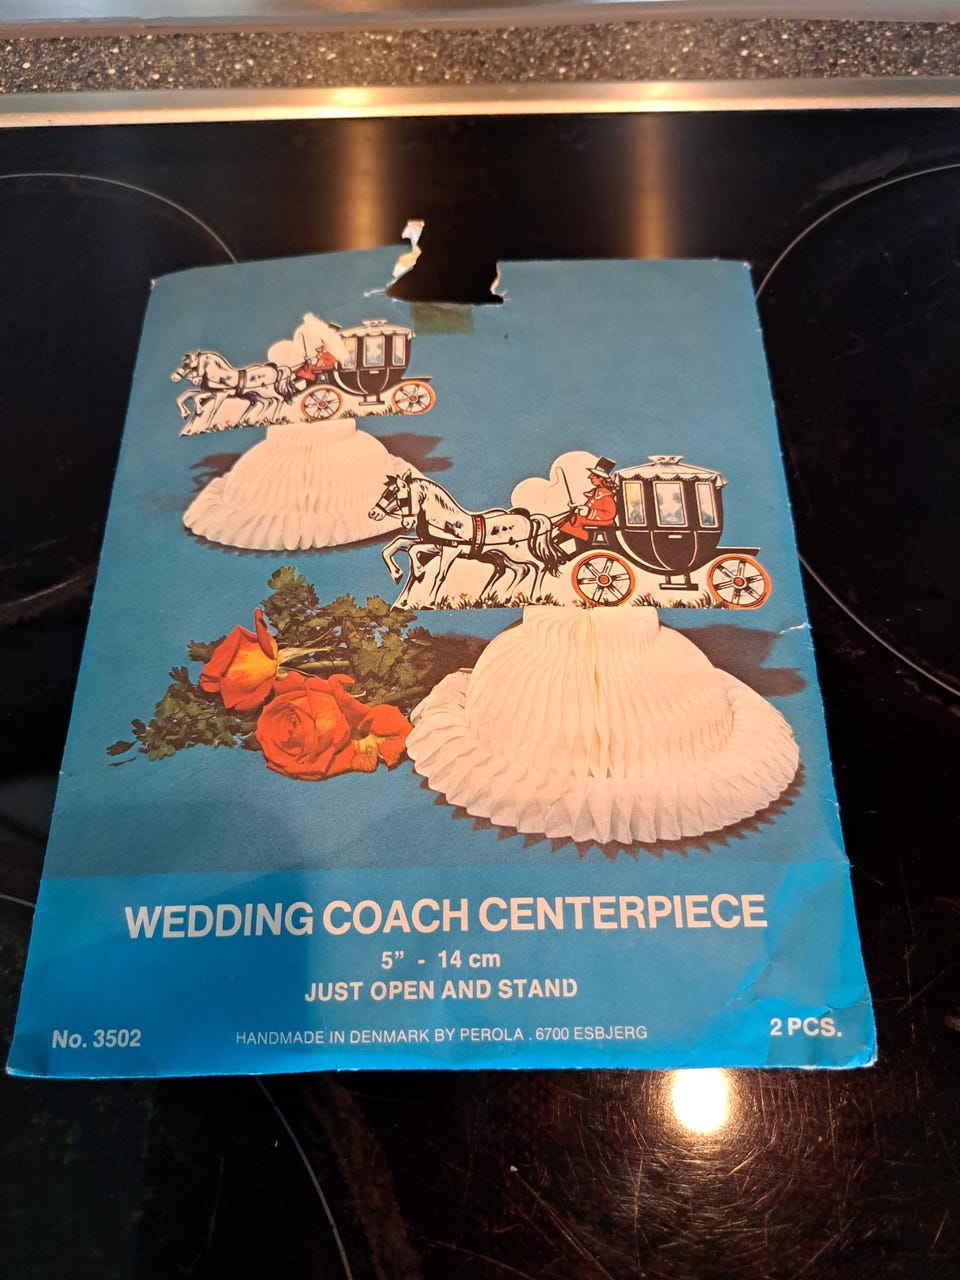 WEDDING COACH CENTERPIECE
5" - 14 cm
JUST OPEN AND STAND
No. 3502 HANDMADE IN DENMARK BY PEROLA . 6700 ESBJERG 2 PCS.